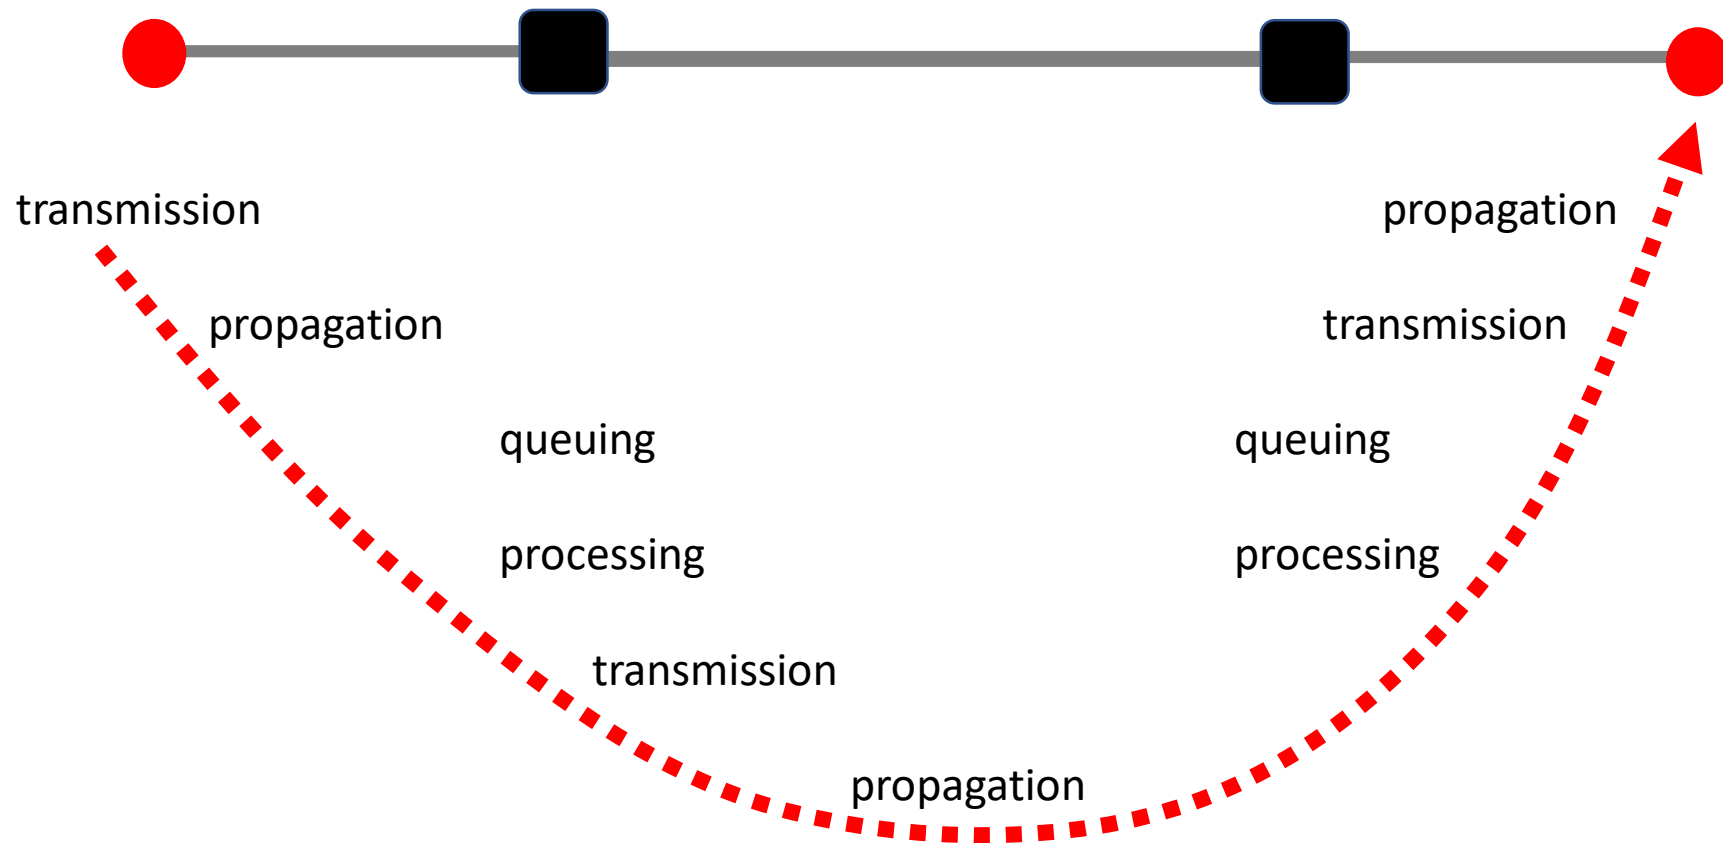 transmission
propagation
propagation
transmission
queuing
queuing
processing
processing
transmission
propagation